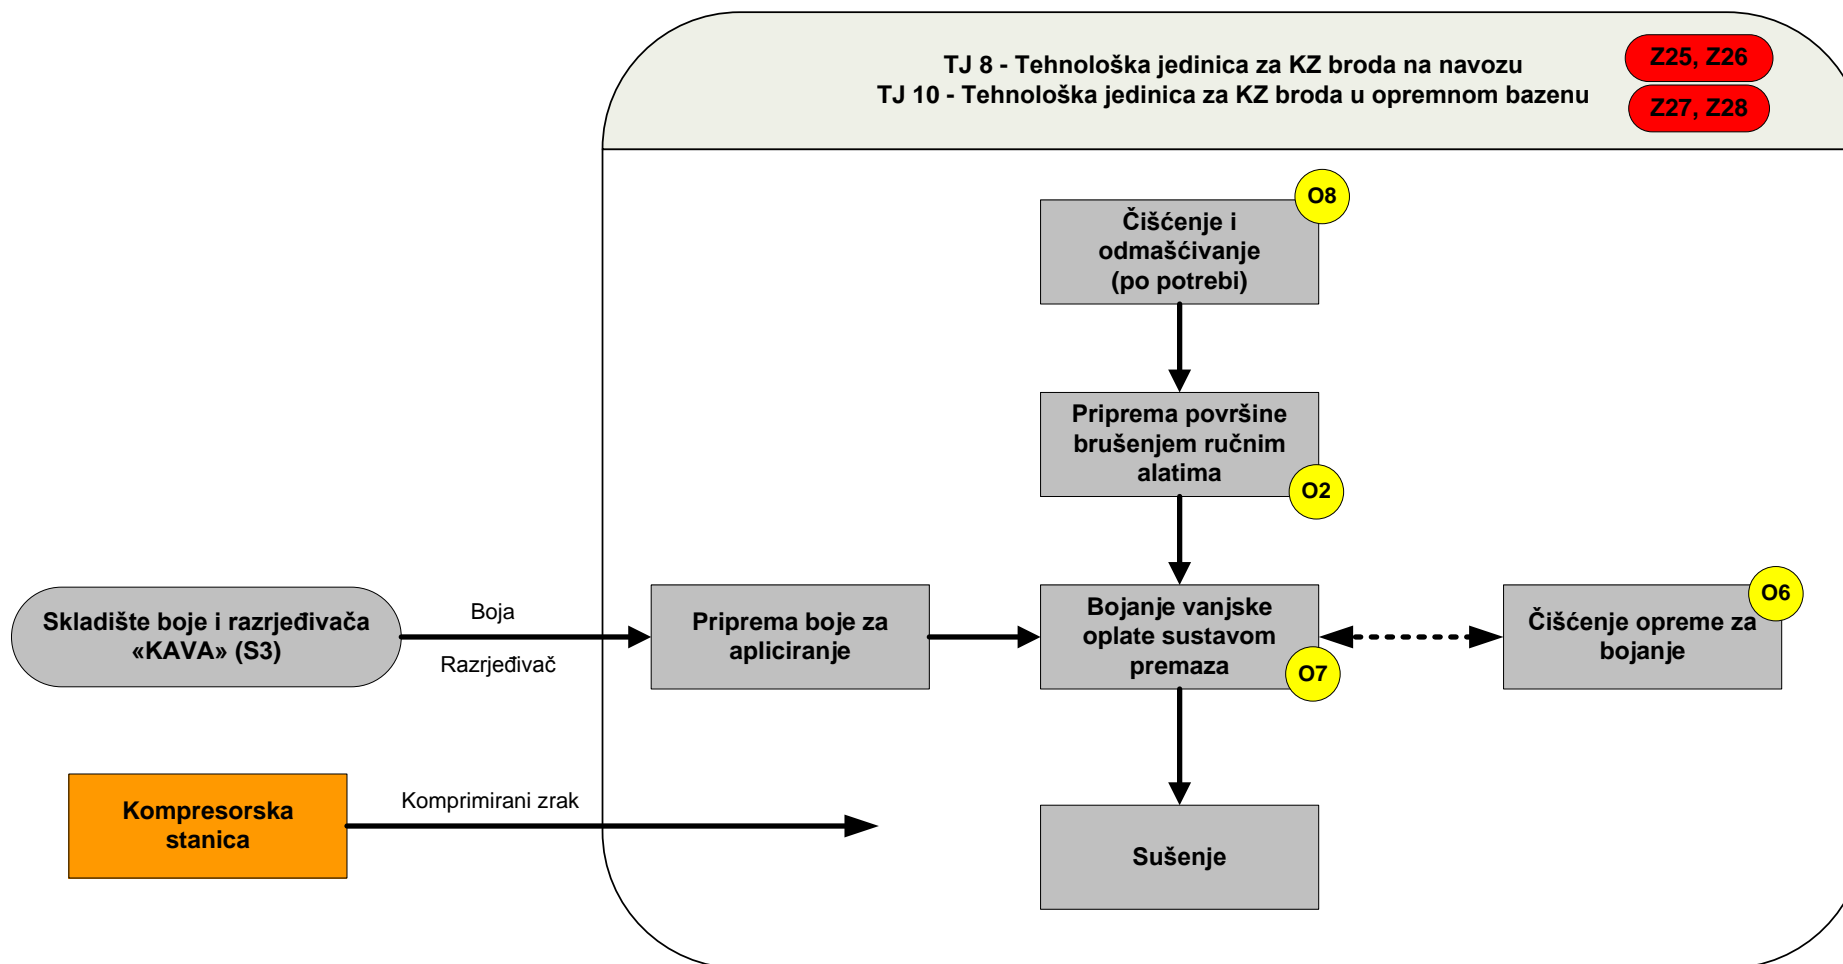 TJ 8 - Tehnološka jedinica za KZ broda na navozu
TJ 10 - Tehnološka jedinica za KZ broda u opremnom bazenu
Z25, Z26
Z27, Z28
O8
Čišćenje i
odmašćivanje
(po potrebi)
Priprema površine
brušenjem ručnim
alatima
O2
Skladište boje i razrjeđivača
«KAVA» (S3)
Boja
Razrjeđivač
Priprema boje za
apliciranje
Bojanje vanjske
oplate sustavom
premaza
O7
O6
Čišćenje opreme za
bojanje
Kompresorska
stanica
Komprimirani zrak
Sušenje